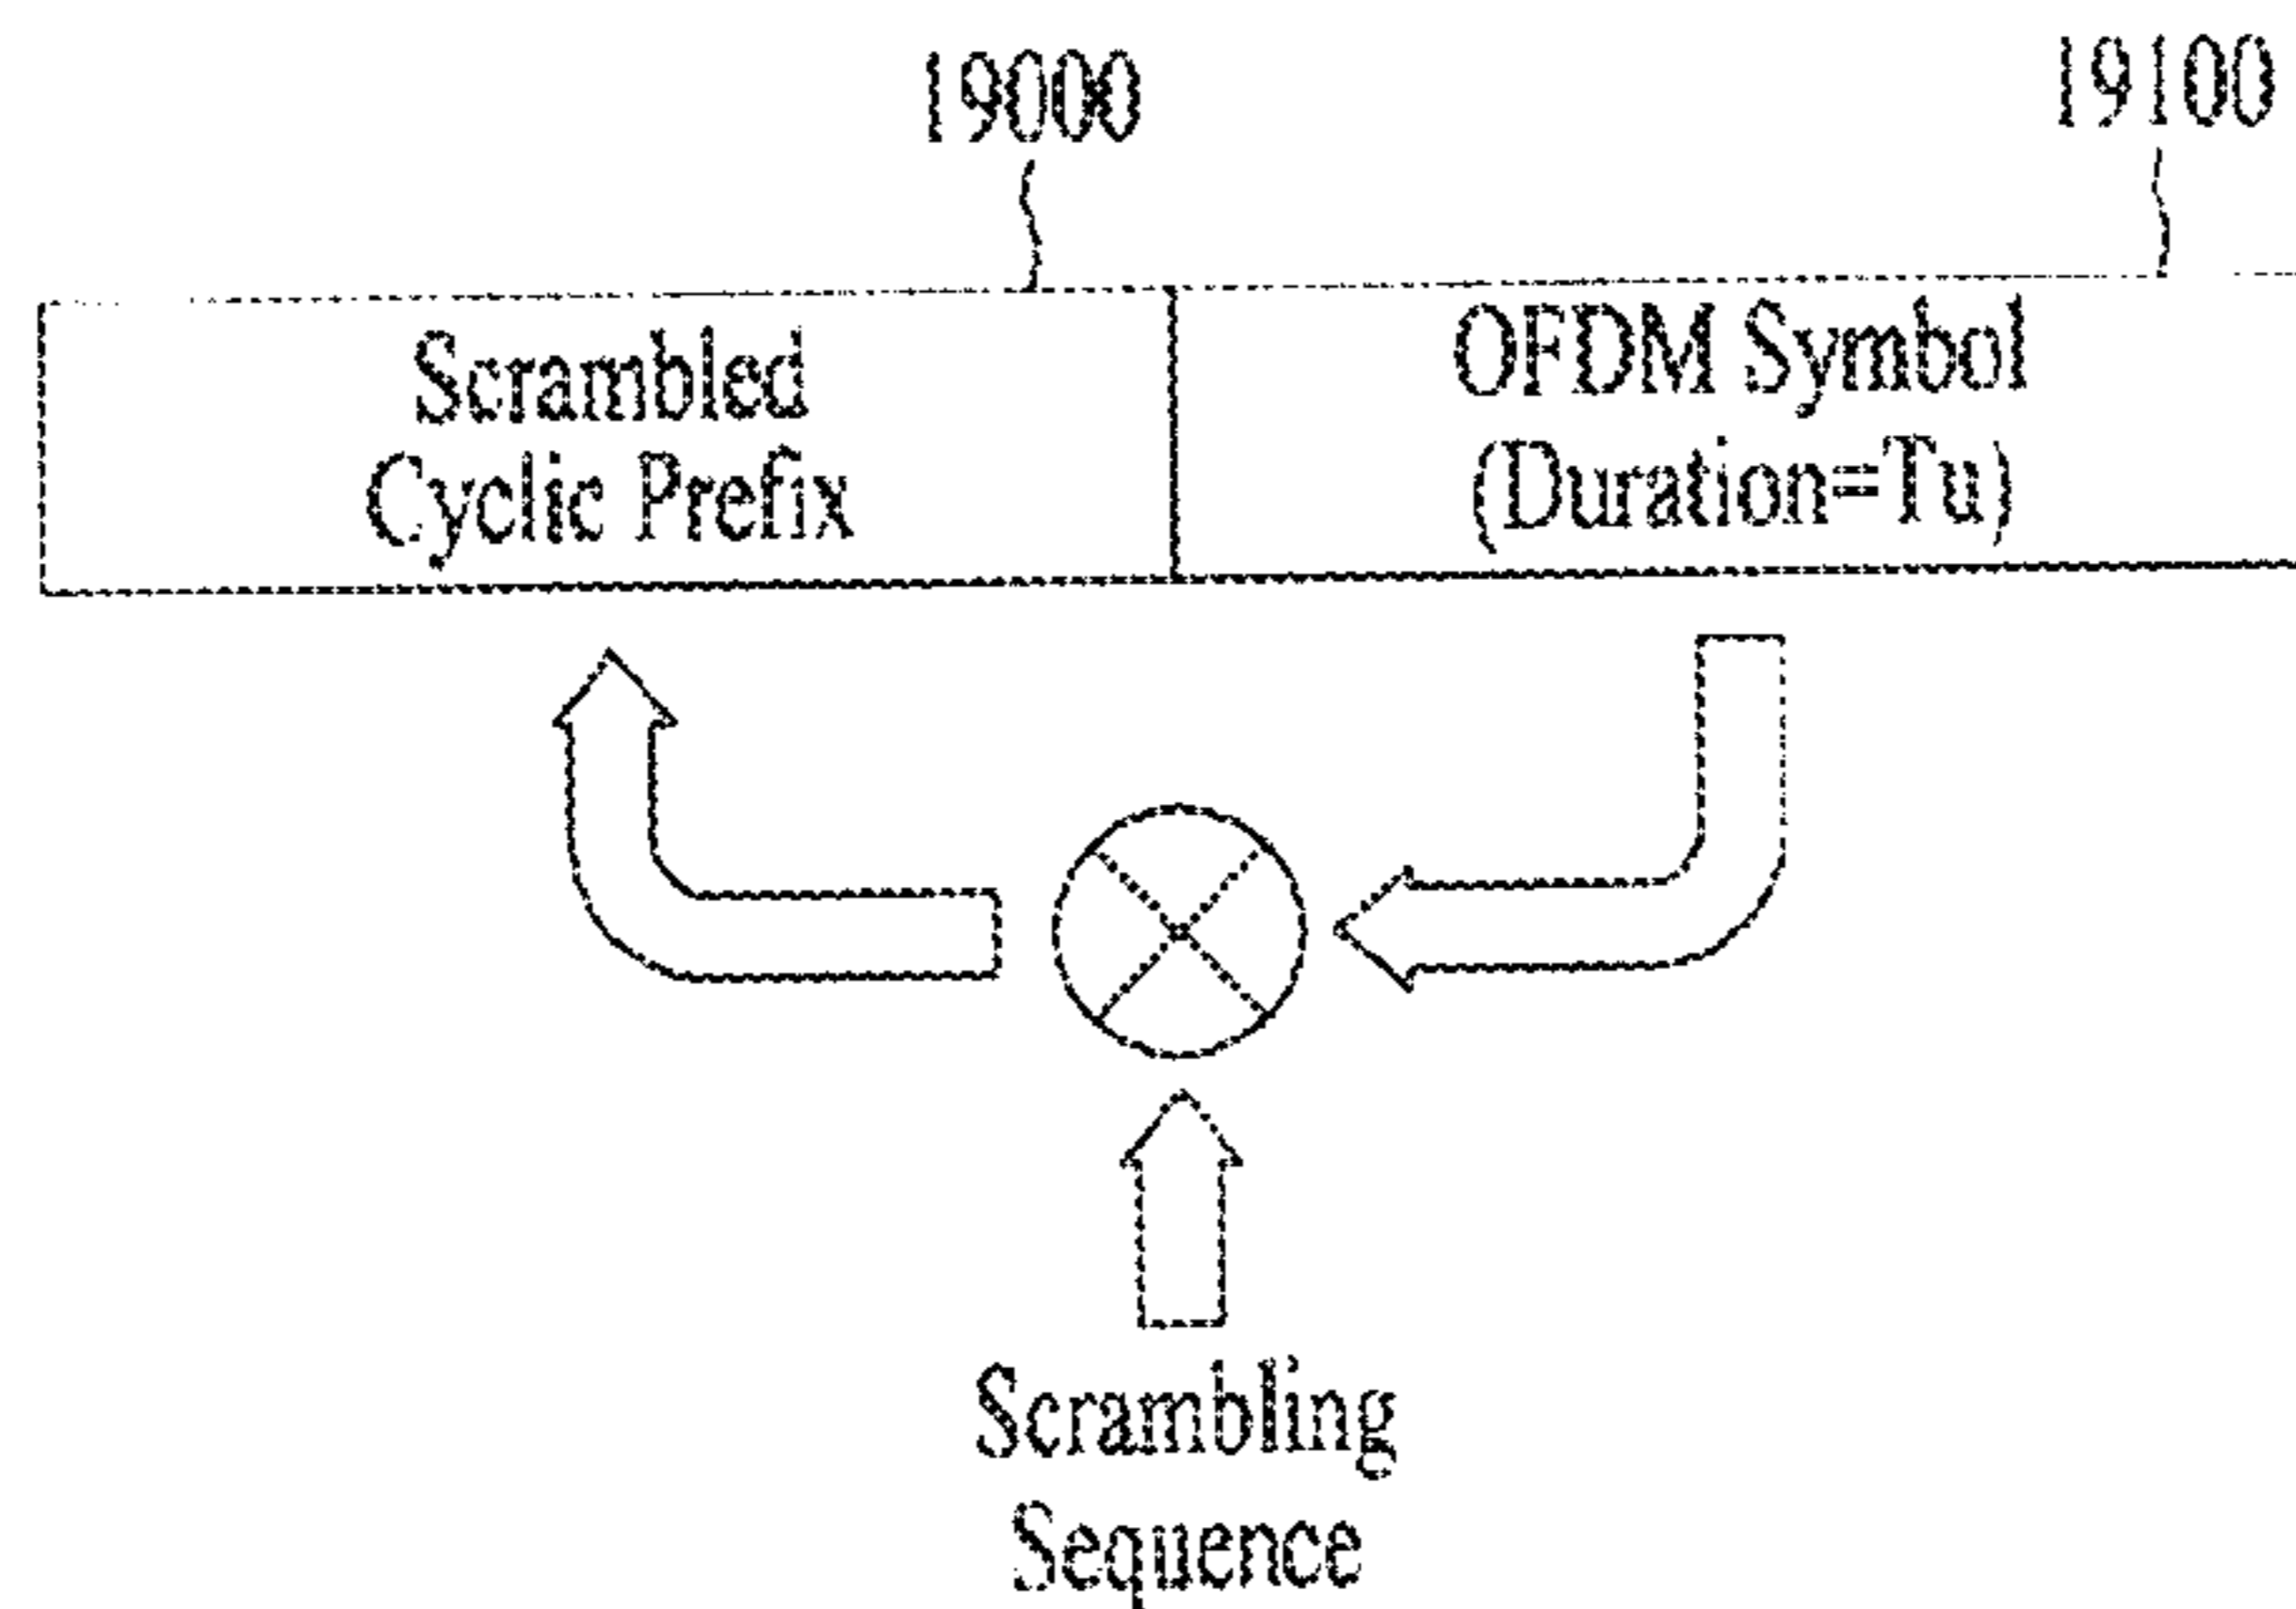 19000
19100
Scrambled
Cyclic Prefix
OFDM Symbol
(Duration=Tu)
Scrambling
Sequence